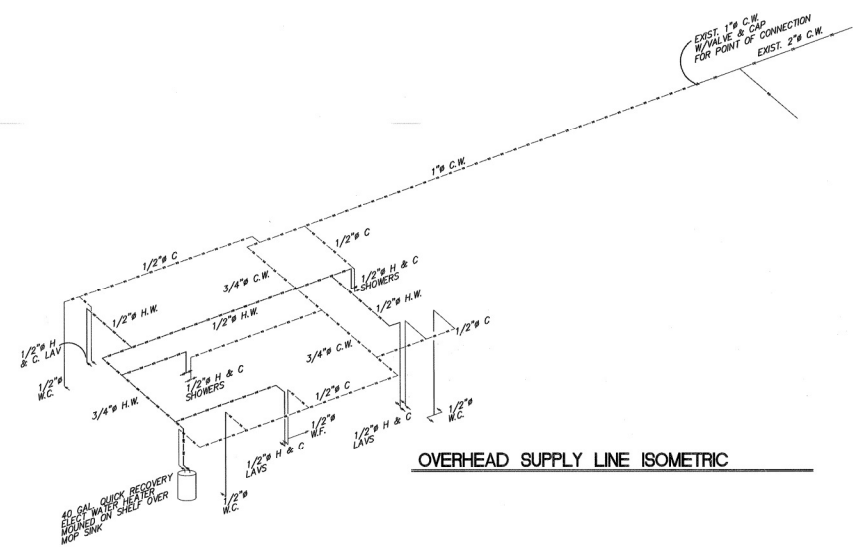 EXIST. 1"ø C.W.
W/VALVE & CAP
FOR POINT OF CONNECTION
EXIST. 2"ø C.W.
1"ø C.W.
1/2"ø C
1/2"ø C
3/4"ø C.W.
1/2"ø H & C
SHOWERS
1/2"ø H.W.
1/2"ø H.W.
1/2"ø H.W.
1/2"ø C
1/2"ø H
& C. LAV
3/4"ø C.W.
1/2"ø
W.C.
1/2"ø H & C
SHOWERS
1/2"ø C
3/4"ø H.W.
1/2"ø
W.C.
1/2"ø
W.F.
1/2"ø H & C
LAVS
1/2"ø H & C
LAVS
OVERHEAD SUPPLY LINE ISOMETRIC
40 GAL. QUICK RECOVERY
ELECT WATER HEATER
MOUNED ON SHELF OVER
MOP SINK
1/2"ø
W.C.